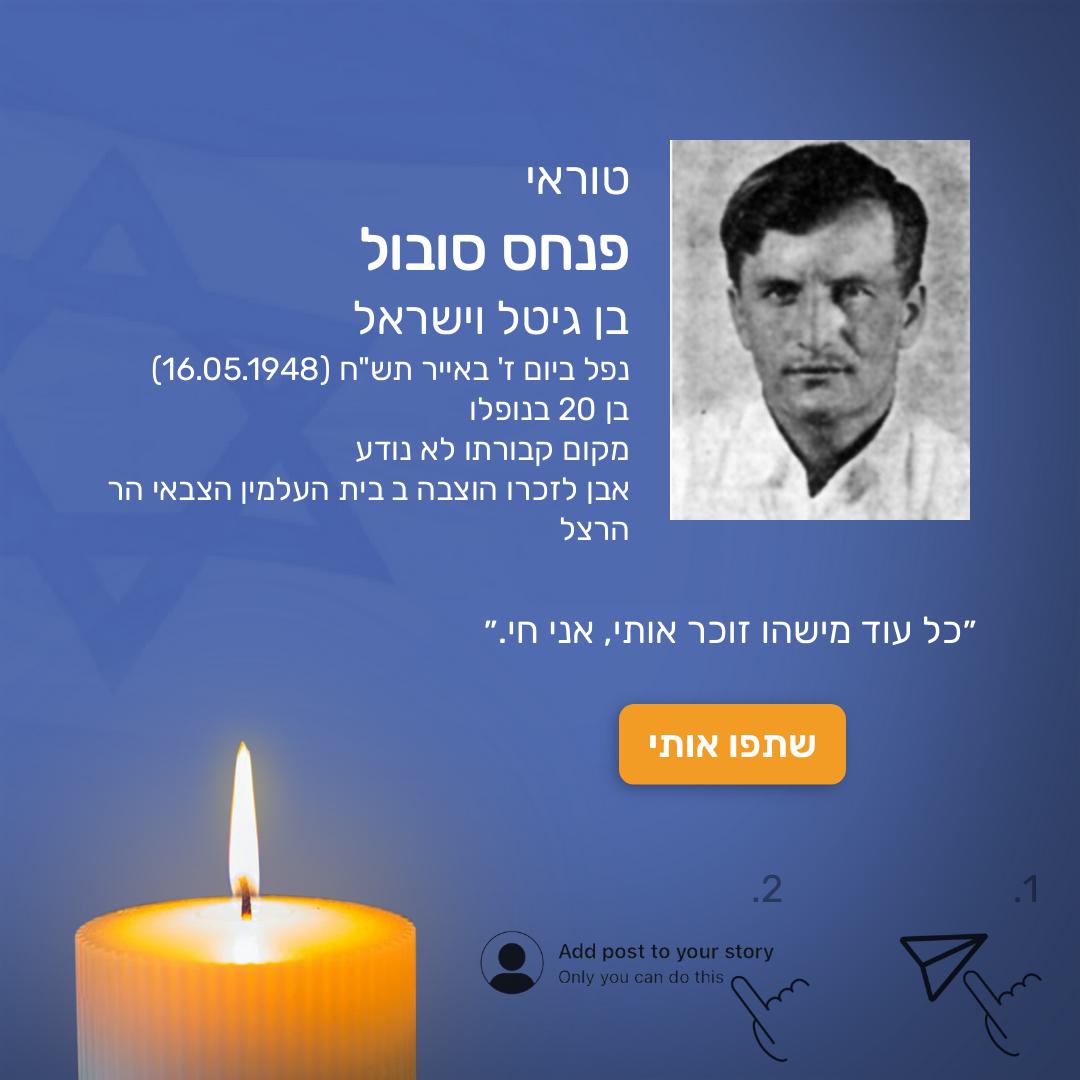 טוראי
פנחס סובול
בן גיטל וישראל
נפל ביום ז' באייר תש"ח (16.05.1948)
בן 20 בנופלו
מקום קבורתו לא נודע
אבן לזכרו הוצבה ב בית העלמין הצבאי הר
הרצל
״כל עוד מישהו זוכר אותי, אני חי.״
שתפו אותי
.1
.2
Add post to your story
Only you can do this